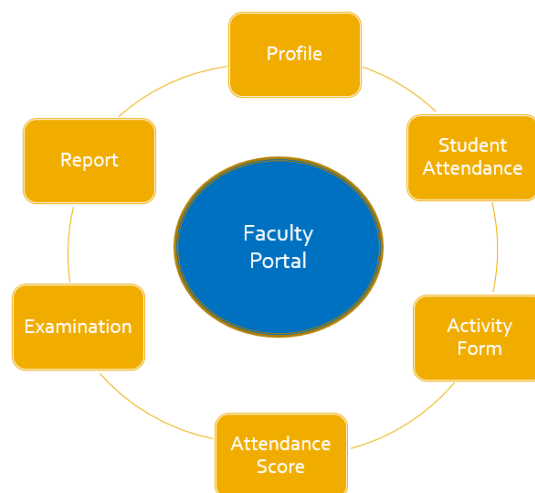 Profile
Student
Attendance
Activity
Form
Attendance
Score
Examination
Report
Faculty
Portal